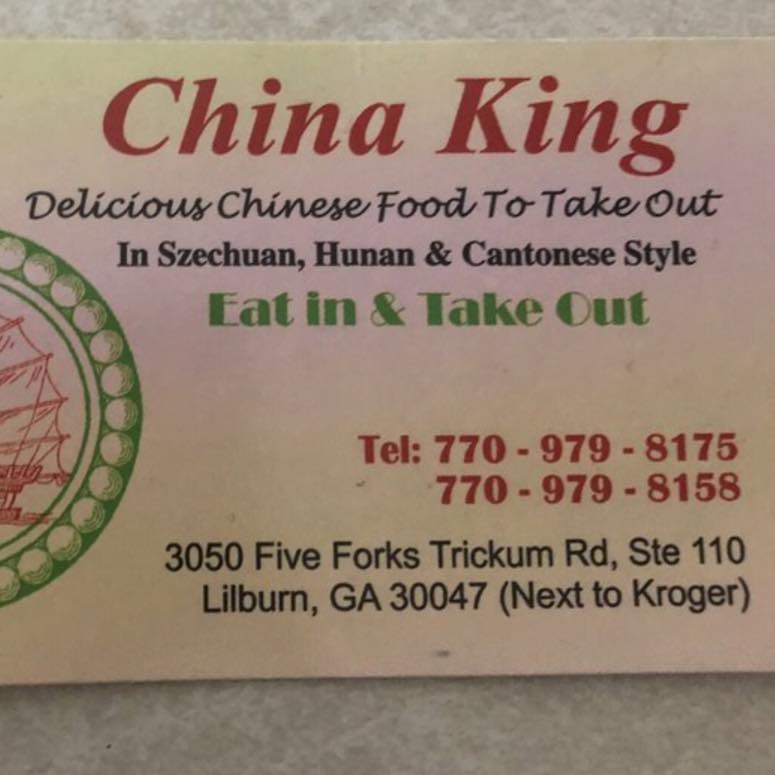 China King
Delicious Chinese Food To Take Out
In Szechuan, Hunan & Cantonese Style
Eat in & Take Out
Tel: 770 - 979 - 8175
770 - 979 - 8158
3050 Five Forks Trickum Rd, Ste 110
Lilburn, GA 30047 (Next to Kroger)